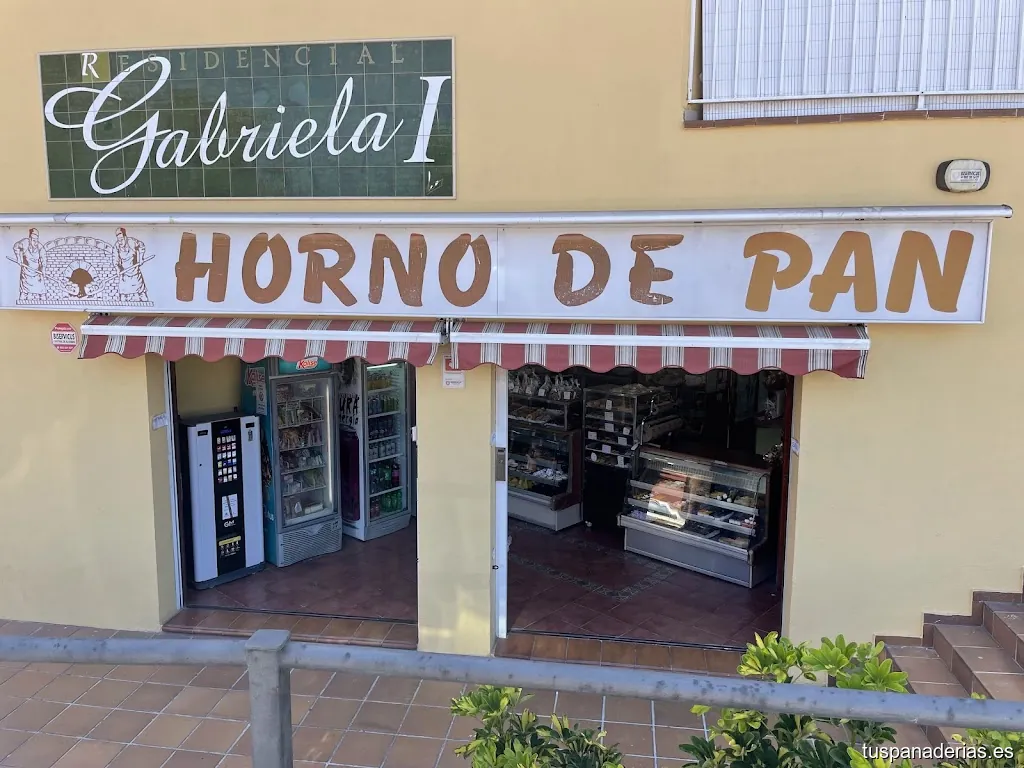 RESIDENCIAL
Gabriela I
HORNO DE PAN
tuspanaderias.es